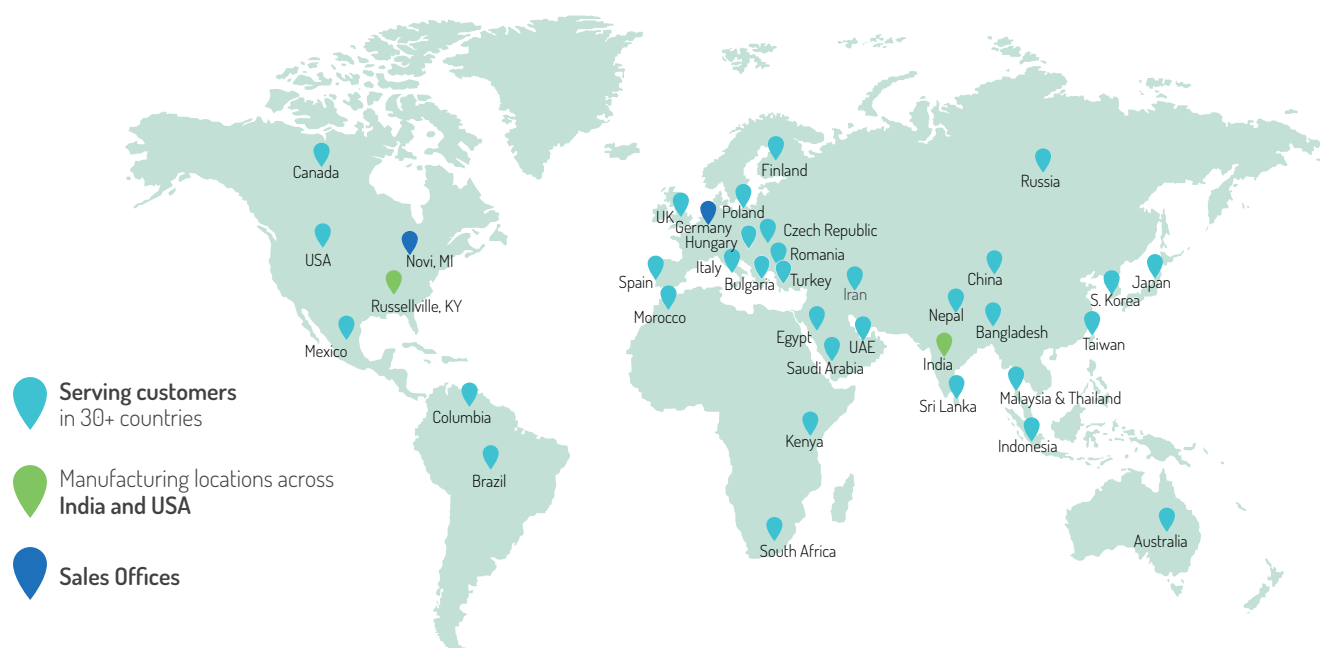 Canada
Finland
Russia
UK
Poland
Germany
Czech Republic
Hungary
USA
Novi, MI
Italy
Romania
Spain
Bulgaria
Turkey
Iran
China
Japan
S. Korea
Russellville, KY
Morocco
Nepal
Bangladesh
Egypt
UAE
Taiwan
Mexico
Saudi Arabia
India
Serving customers
in 30+ countries
Malaysia & Thailand
Sri Lanka
Columbia
Kenya
Indonesia
Brazil
Manufacturing locations across
India and USA
Australia
South Africa
Sales Offices